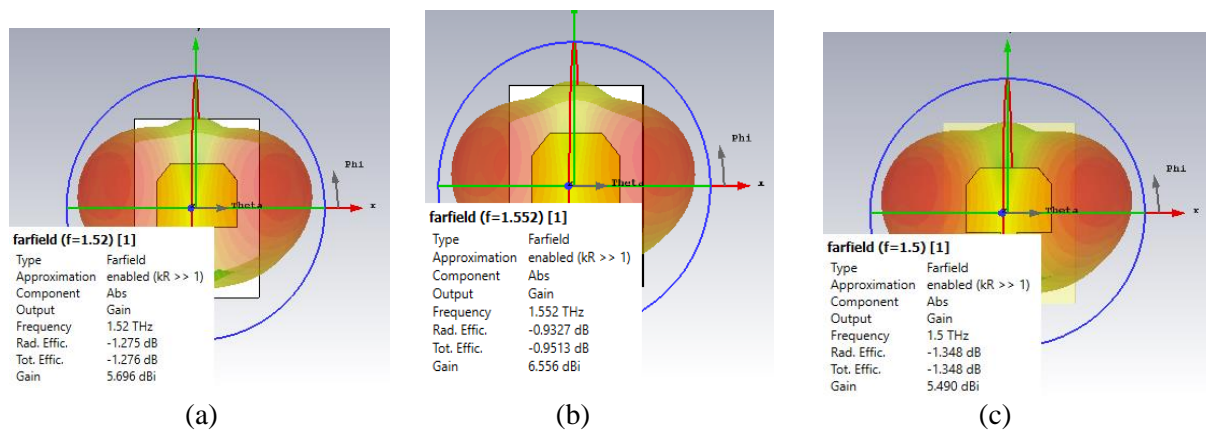 y
Phi
Theta
x
farfield (f=1.52) [1]
Type Farfield
Approximation enabled (kR >> 1)
Component Abs
Output Gain
Frequency 1.52 THz
Rad. Effic. -1.275 dB
Tot. Effic. -1.276 dB
Gain 5.696 dBi
(a)
Phi
Theta
x
farfield (f=1.552) [1]
Type Farfield
Approximation enabled (kR >> 1)
Component Abs
Output Gain
Frequency 1.552 THz
Rad. Effic. -0.9327 dB
Tot. Effic. -0.9513 dB
Gain 6.556 dBi
(b)
Phi
Theta
x
farfield (f=1.5) [1]
Type Farfield
Approximation enabled (kR >> 1)
Component Abs
Output Gain
Frequency 1.5 THz
Rad. Effic. -1.348 dB
Tot. Effic. -1.348 dB
Gain 5.490 dBi
(c)